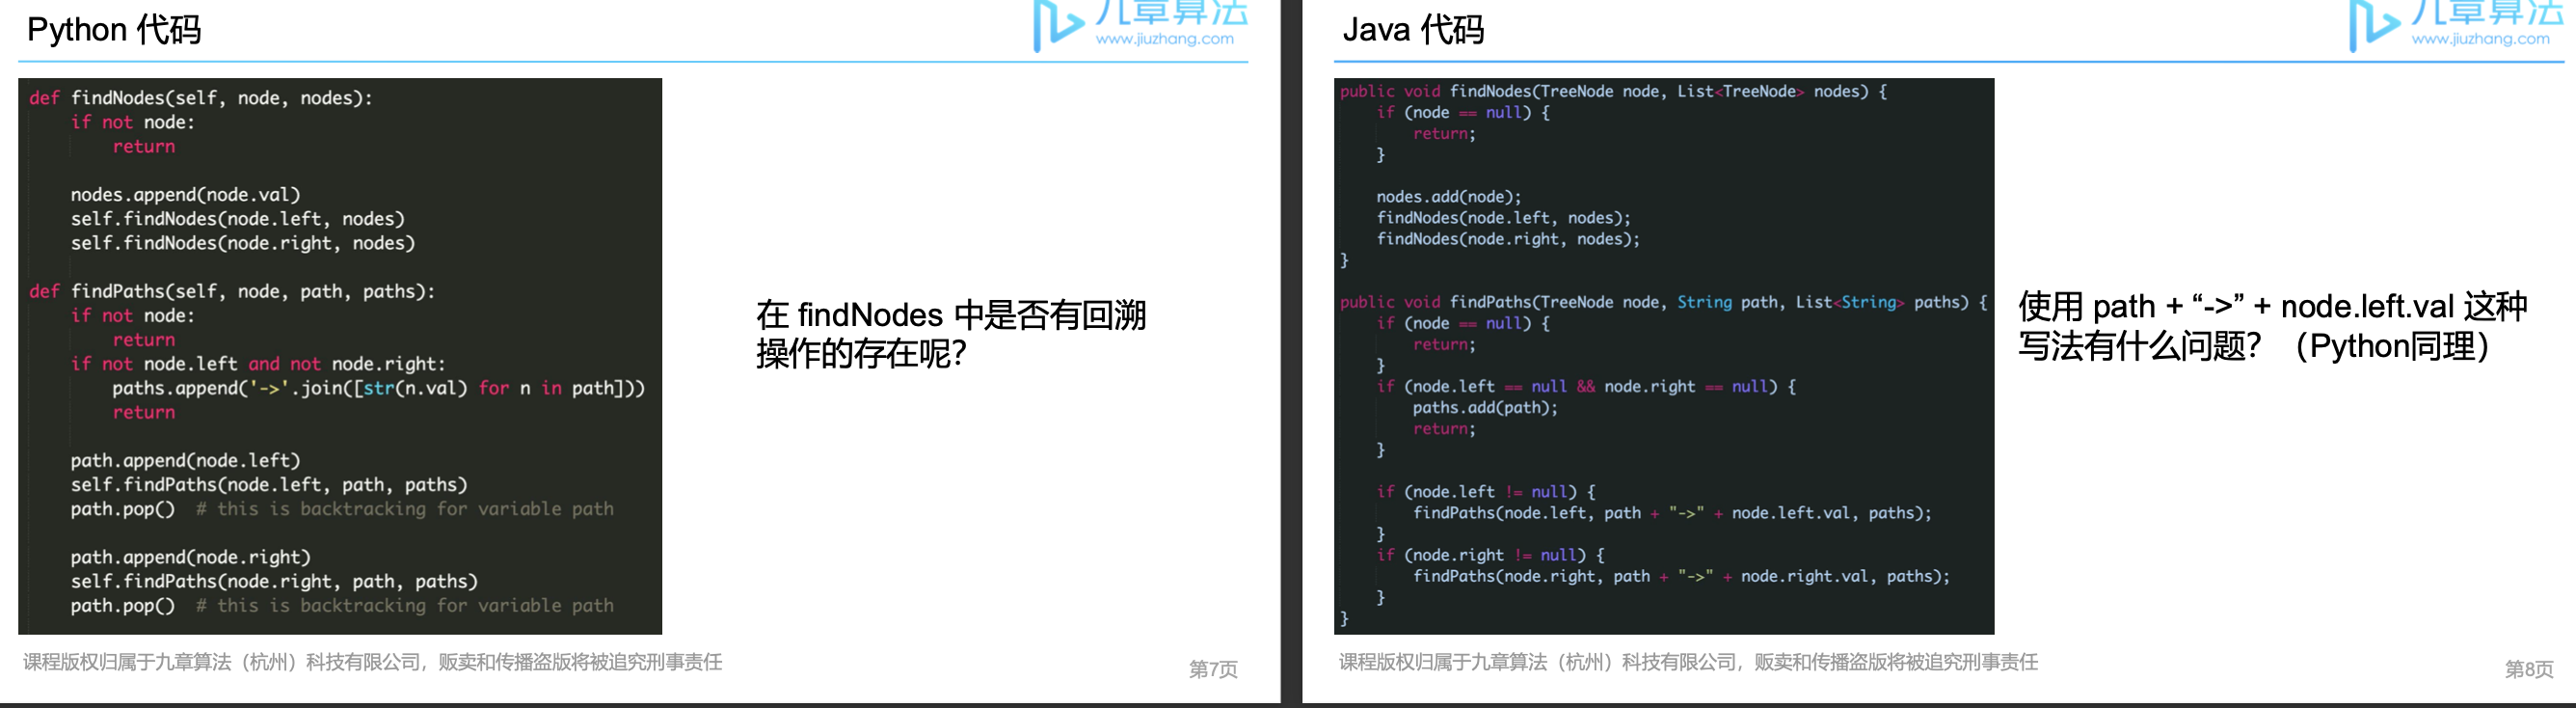 Python 代码
九章算法
www.jiuzhang.com
def findNodes(self, node, nodes):
    if not node:
        return

    nodes.append(node.val)
    self.findNodes(node.left, nodes)
    self.findNodes(node.right, nodes)

def findPaths(self, node, path, paths):
    if not node:
        return
    if not node.left and not node.right:
        paths.append('->'.join([str(n.val) for n in path]))
        return

    path.append(node.left)
    self.findPaths(node.left, path, paths)
    path.pop()  # this is backtracking for variable path

    path.append(node.right)
    self.findPaths(node.right, path, paths)
    path.pop()  # this is backtracking for variable path
在 findNodes 中是否有回溯
操作的存在呢？
课程版权归属于九章算法（杭州）科技有限公司，贩卖和传播盗版将被追究刑事责任
第7页
Java 代码
九章算法
www.jiuzhang.com
public void findNodes(TreeNode node, List<TreeNode> nodes) {
    if (node == null) {
        return;
    }

    nodes.add(node);
    findNodes(node.left, nodes);
    findNodes(node.right, nodes);
}

public void findPaths(TreeNode node, String path, List<String> paths) {
    if (node == null) {
        return;
    }
    if (node.left == null && node.right == null) {
        paths.add(path);
        return;
    }

    if (node.left != null) {
        findPaths(node.left, path + "->" + node.left.val, paths);
    }
    if (node.right != null) {
        findPaths(node.right, path + "->" + node.right.val, paths);
    }
}
使用 path + “->” + node.left.val 这种
写法有什么问题？（Python同理）
课程版权归属于九章算法（杭州）科技有限公司，贩卖和传播盗版将被追究刑事责任
第8页